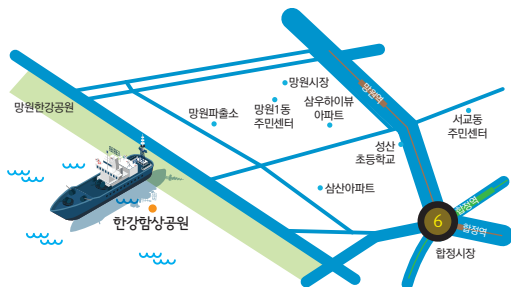 망원시장
망원역
망원한강공원
망원파출소
망원1동
주민센터
삼우하이뷰
아파트
서교동
주민센터
성산
초등학교
삼산아파트
합정역
한강함상공원
6
합정역
합정시장